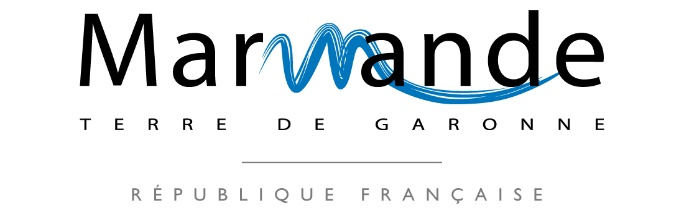 Marmande
TERRE DE GARONNE
RÉPUBLIQUE FRANÇAISE